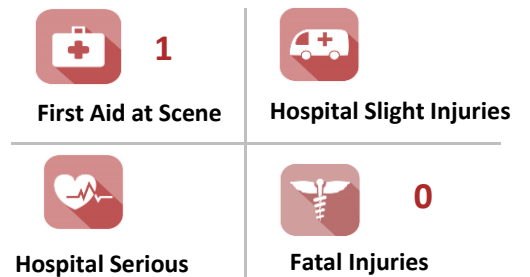 1
First Aid at Scene
Hospital Slight Injuries
Hospital Serious
0
Fatal Injuries